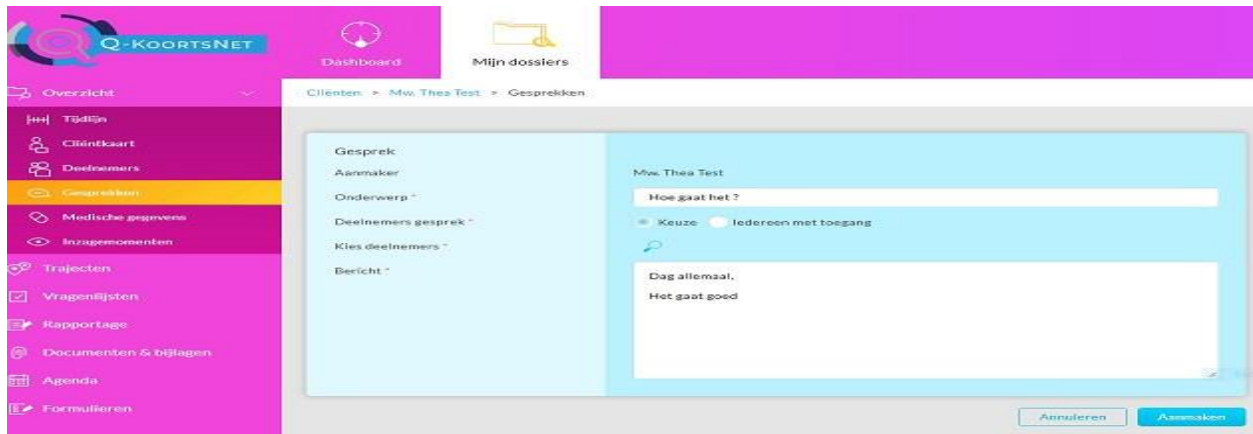 Q-KOORTSNET
Dashboard
Mijn dossiers
Overzicht
Cliënten > Mw. Thea Test > Gesprekken
Tijdlijn
Cliëntkaart
Deelnemers
Gesprekken
Medische gegevens
Inzagemomenten
Trajecten
Vragenlijsten
Rapportage
Documenten & bijlagen
Agenda
Formulieren
Gesprek
Aanmaker Mw. Thea Test
Onderwerp * Hoe gaat het ?
Deelnemers gesprek * Keuze Iedereen met toegang
Kies deelnemers *
Bericht * Dag allemaal,
Het gaat goed
Annuleren Aanmaken